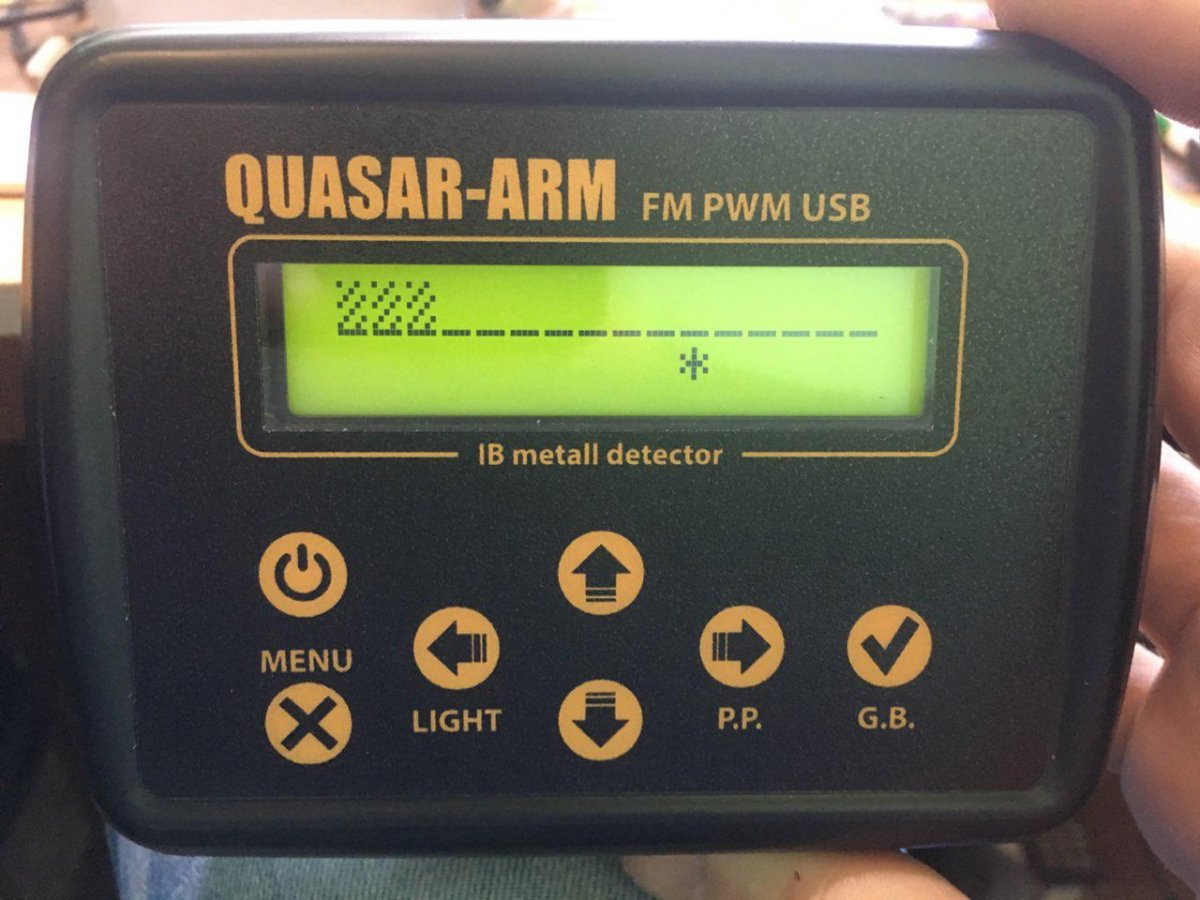 QUASAR-ARM FM PWM USB
*
IB metall detector
MENU
LIGHT
P.P.
G.B.